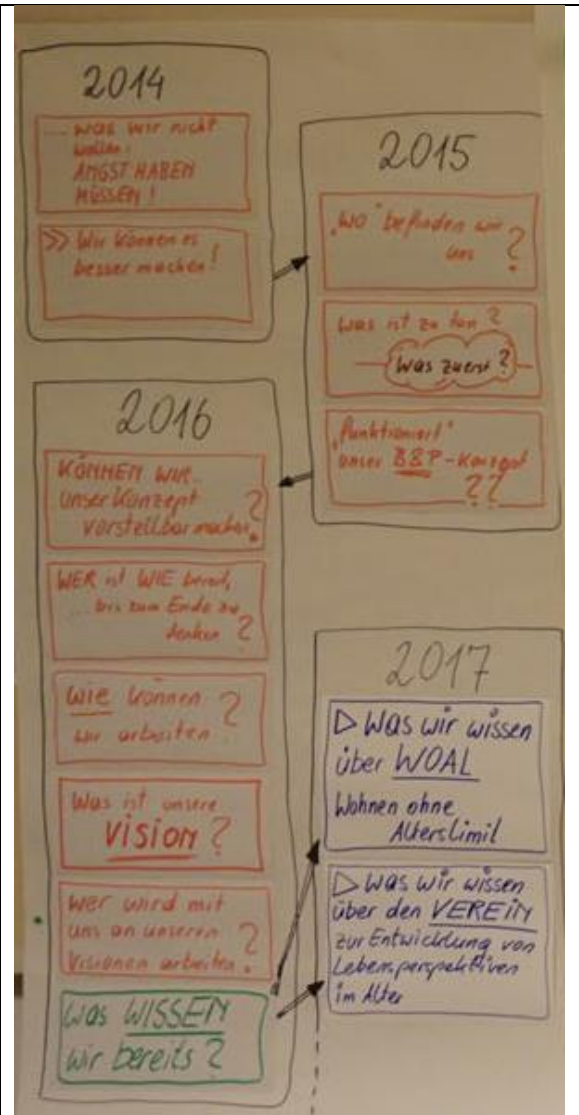 2014
... was wir nicht
wollen:
ANGST HABEN
MÜSSEN!
>> Wir können es
besser machen!
2015
„Wo" befinden wir
uns ?
Was ist zu tun ?
Was zuerst ?
„Funktioniert"
unser B&P-Konzept
??
2016
KÖNNEN WIR
unser Konzept
vorstellbar machen ?
WER ist WIE bereit,
... bis zum Ende zu
denken ?
Wie können
wir arbeiten ?
Was ist unsere
VISION ?
Wer wird mit
uns an unseren
Visionen arbeiten ?
Was WISSEN
wir bereits ?
2017
▷ Was wir wissen
über WOAL
Wohnen ohne
Alterslimit
▷ Was wir wissen
über den VEREIN
zur Entwicklung von
Lebensperspektiven
im Alter